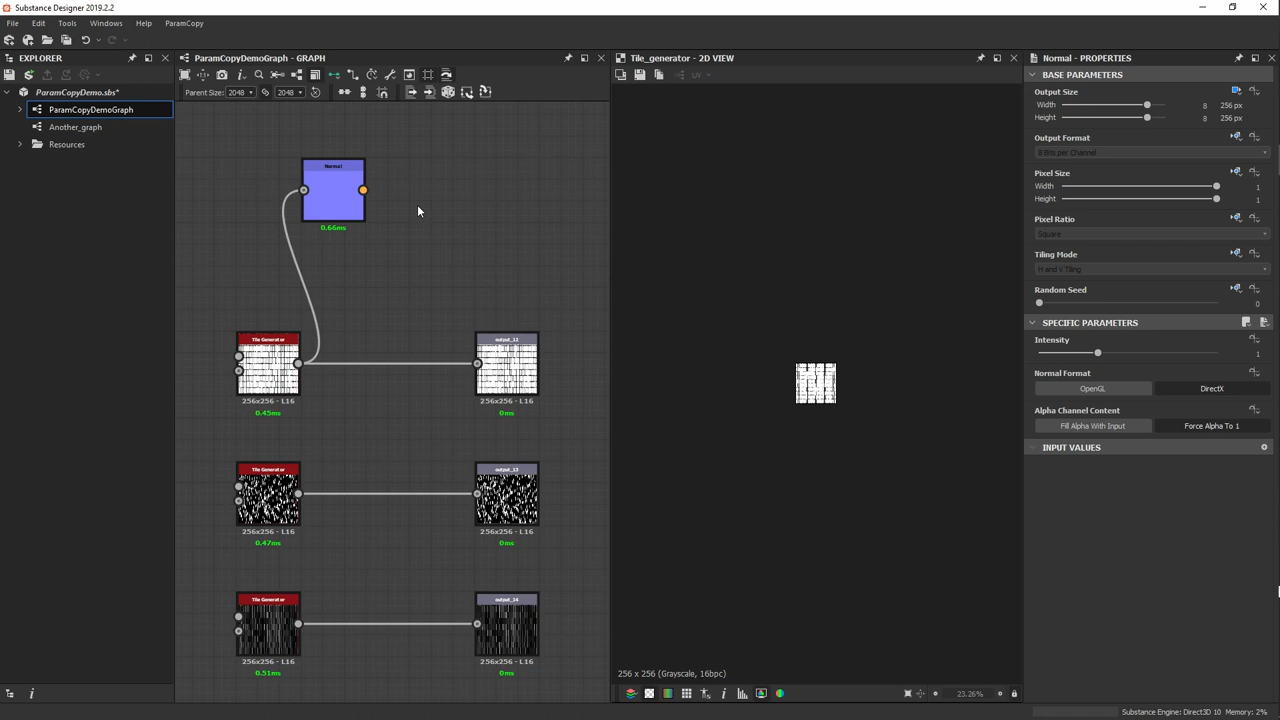 Substance Designer 2019.2.2
File Edit Tools Windows Help ParamCopy
EXPLORER
ParamCopyDemo.sbs*
ParamCopyDemoGraph
Another_graph
Resources
ParamCopyDemoGraph - GRAPH
Parent Size: 2048 2048
Normal
0.66ms
Tile Generator
256x256 - L16
0.45ms
output_12
256x256 - L16
0ms
Tile Generator
256x256 - L16
0.47ms
output_13
256x256 - L16
0ms
Tile Generator
256x256 - L16
0.51ms
output_14
256x256 - L16
0ms
Tile_generator - 2D VIEW
UV
256 x 256 (Grayscale, 16bpc)
23.26%
Normal - PROPERTIES
BASE PARAMETERS
Output Size
Width 8 256 px
Height 8 256 px
Output Format
8 Bits per Channel
Pixel Size
Width 1
Height 1
Pixel Ratio
Square
Tiling Mode
H and V Tiling
Random Seed
0
SPECIFIC PARAMETERS
Intensity
1
Normal Format
OpenGL DirectX
Alpha Channel Content
Fill Alpha With Input Force Alpha To 1
INPUT VALUES
Substance Engine: Direct3D 10 Memory: 2%